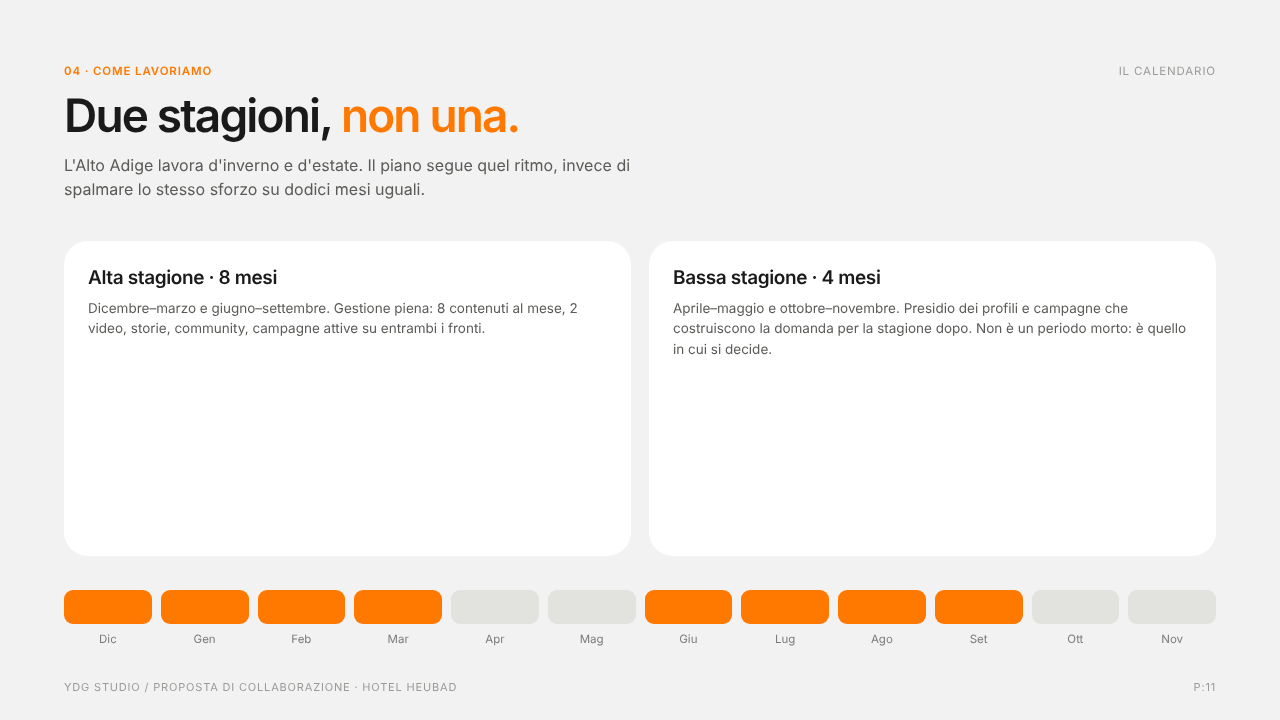 04 · COME LAVORIAMO
IL CALENDARIO
Due stagioni, non una.
L'Alto Adige lavora d'inverno e d'estate. Il piano segue quel ritmo, invece di
spalmare lo stesso sforzo su dodici mesi uguali.
Alta stagione · 8 mesi
Dicembre–marzo e giugno–settembre. Gestione piena: 8 contenuti al mese, 2
video, storie, community, campagne attive su entrambi i fronti.
Bassa stagione · 4 mesi
Aprile–maggio e ottobre–novembre. Presidio dei profili e campagne che
costruiscono la domanda per la stagione dopo. Non è un periodo morto: è quello
in cui si decide.
Dic Gen Feb Mar Apr Mag Giu Lug Ago Set Ott Nov
YDG STUDIO / PROPOSTA DI COLLABORAZIONE · HOTEL HEUBAD
P:11